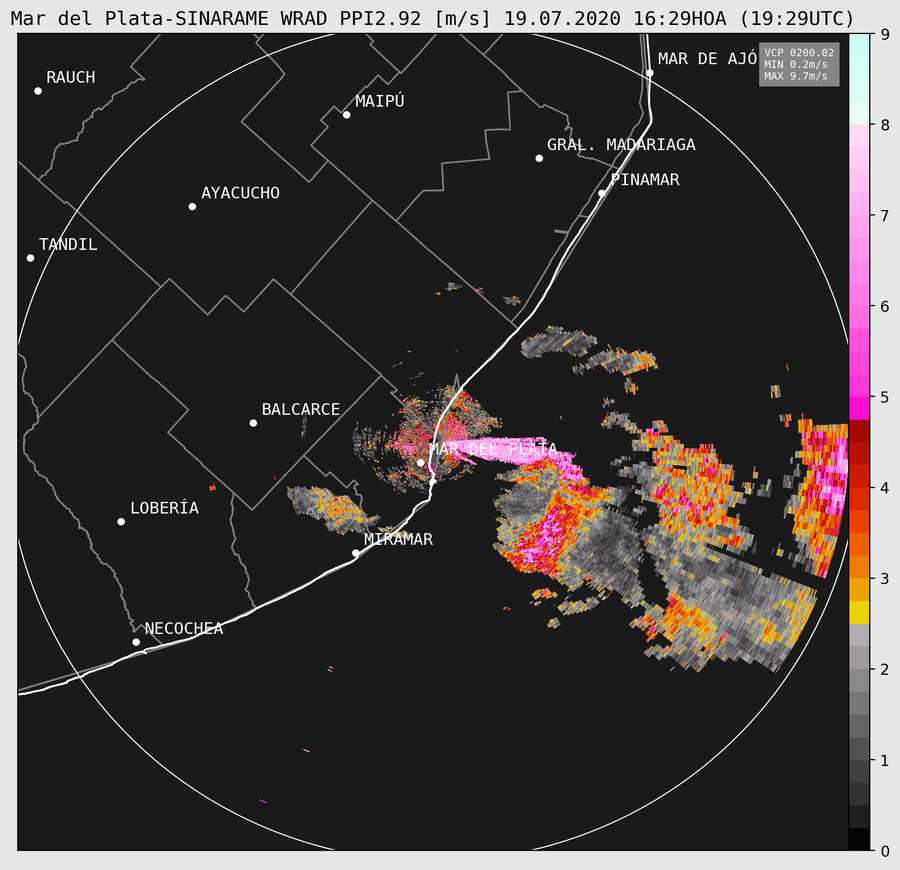 Mar del Plata-SINARAME WRAD PPI2.92 [m/s] 19.07.2020 16:29HOA (19:29UTC)
VCP 0200.02
MIN 0.2m/s
MAX 9.7m/s
MAR DE AJÓ
RAUCH
MAIPÚ
GRAL. MADARIAGA
PINAMAR
AYACUCHO
TANDIL
BALCARCE
MAR DEL PLATA
LOBERÍA
MIRAMAR
NECOCHEA
9
8
7
6
5
4
3
2
1
0